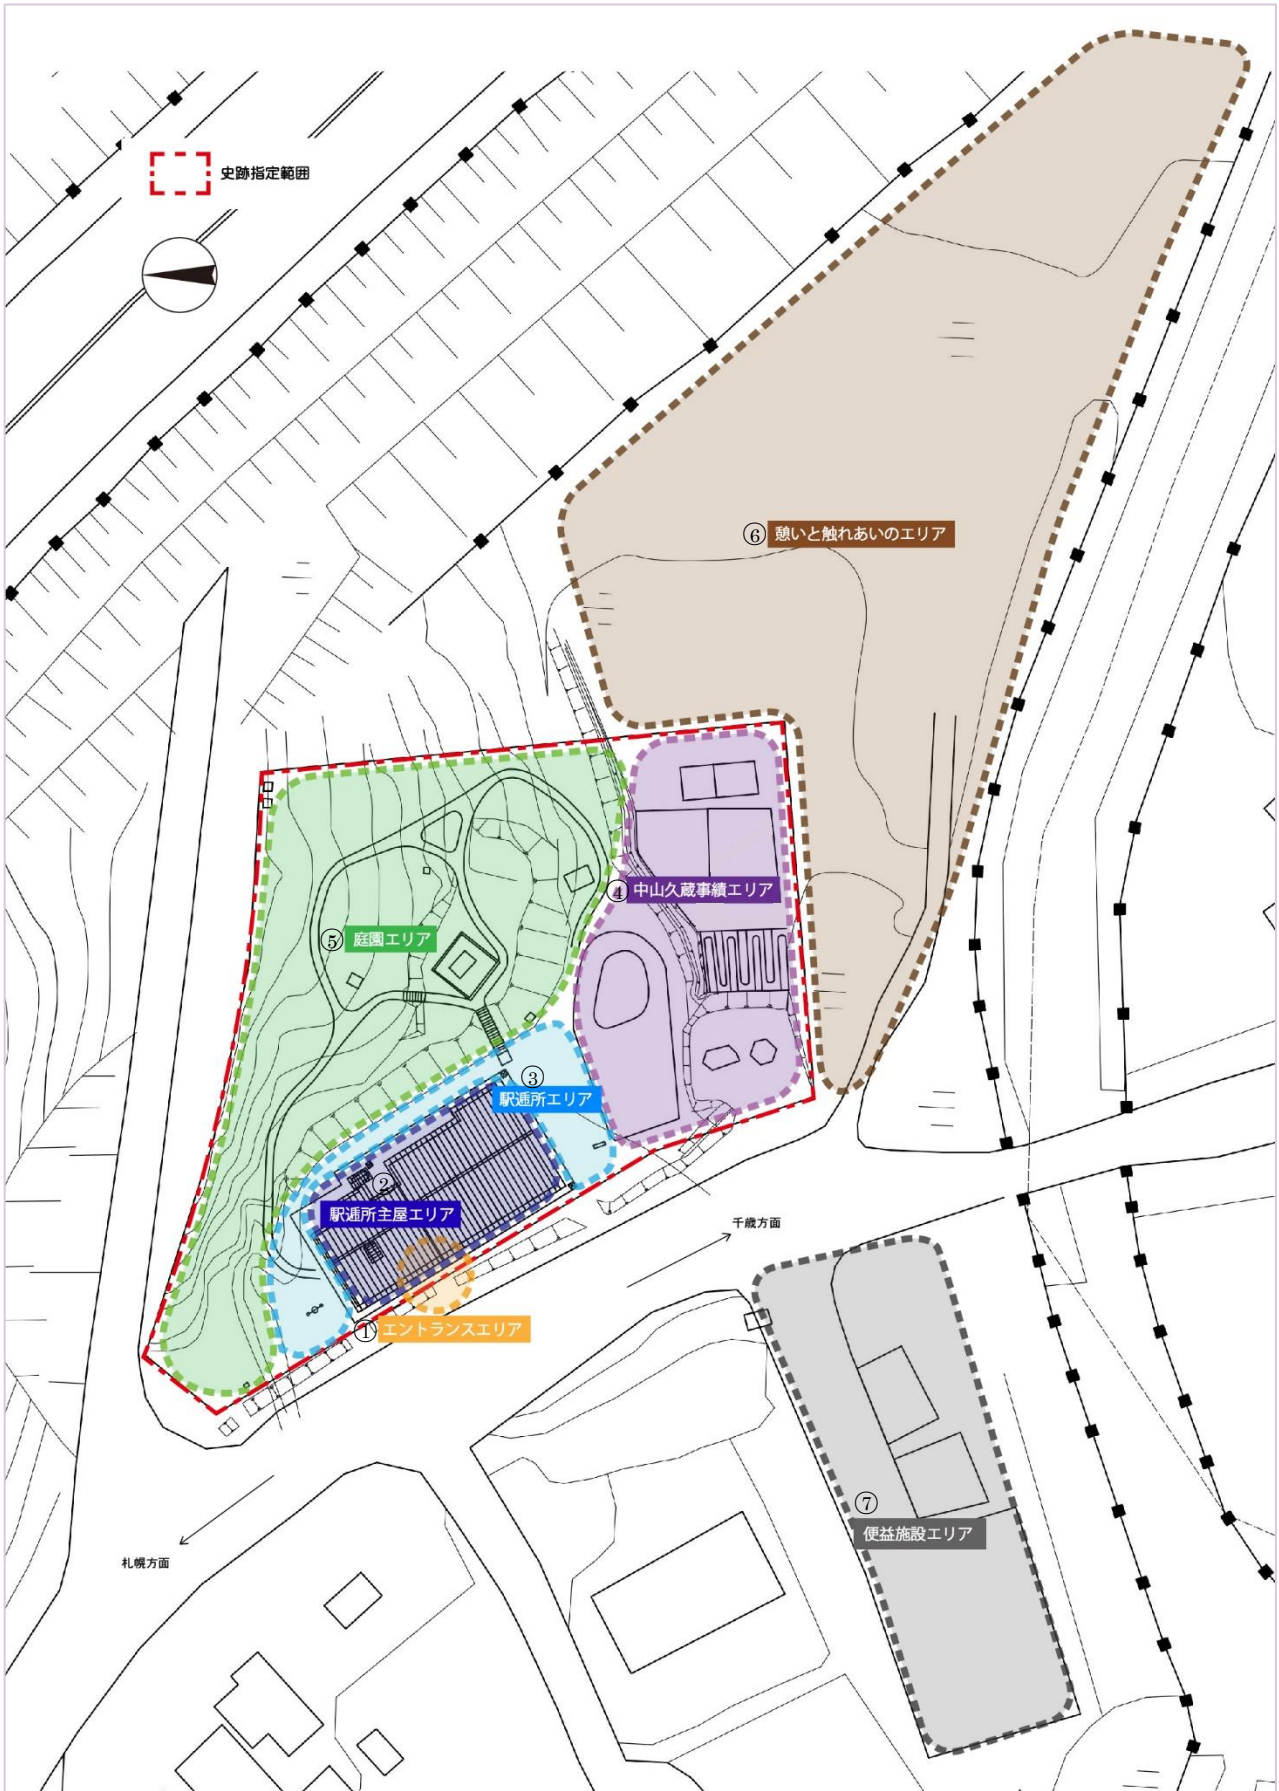 史跡指定範囲
⑥ 憩いと触れあいのエリア
④ 中山久蔵事績エリア
⑤ 庭園エリア
③
駅逓所エリア
②
駅逓所主屋エリア
千歳方面
① エントランスエリア
⑦
便益施設エリア
札幌方面